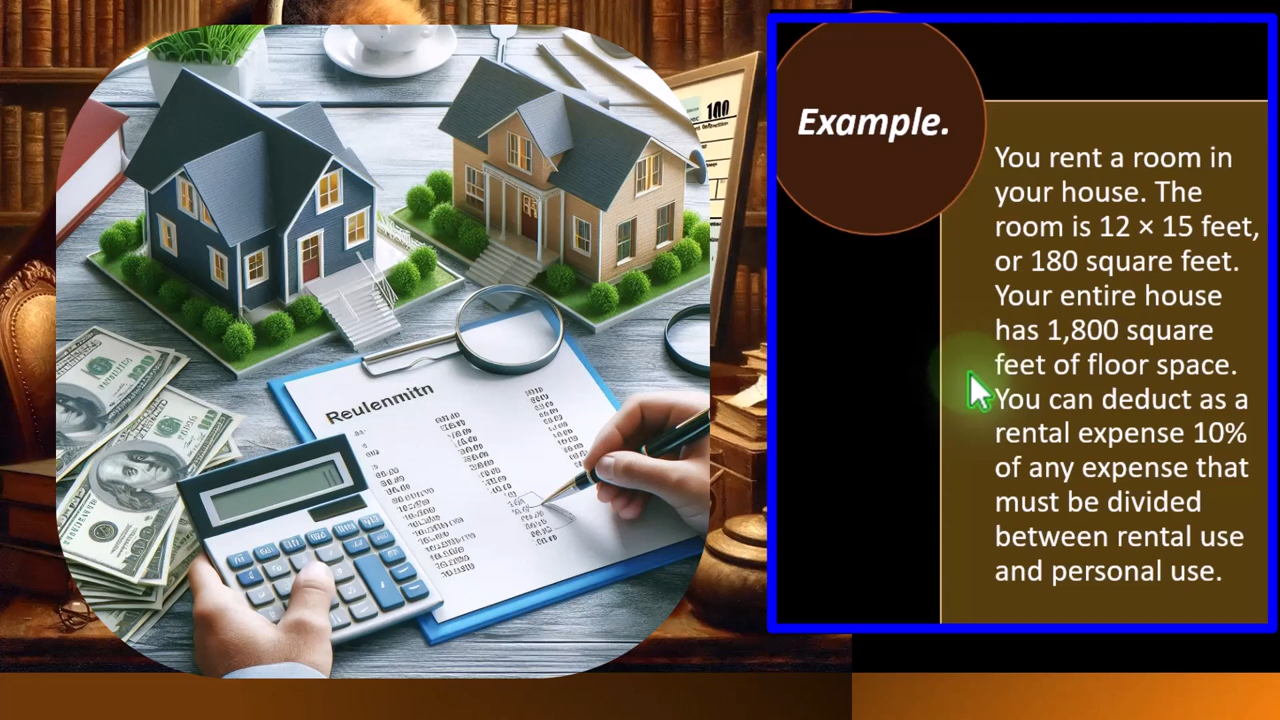 Example.
You rent a room in
your house. The
room is 12 × 15 feet,
or 180 square feet.
Your entire house
has 1,800 square
feet of floor space.
You can deduct as a
rental expense 10%
of any expense that
must be divided
between rental use
and personal use.
100
Reulenmitn